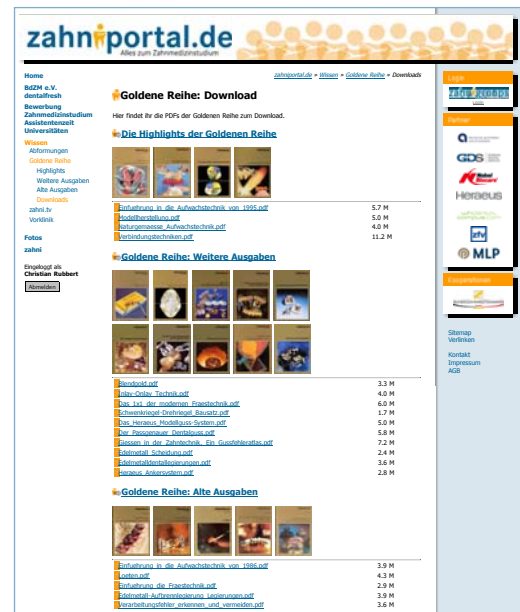 zahniportal.de
Alles zum Zahnmedizinstudium
Home
BdZM e.V.
dentalfresh
Bewerbung
Zahnmedizinstudium
Assistentenzeit
Universitäten
Wissen
Abformungen
Goldene Reihe
Highlights
Weitere Ausgaben
Alte Ausgaben
Downloads
zahni.tv
Vorklinik
Fotos
zahni
Eingeloggt als
Christian Rubbert
Abmelden
zahniportal.de » Wissen » Goldene Reihe » Downloads
Goldene Reihe: Download
Hier findet ihr die PDFs der Goldenen Reihe zum Download.
Die Highlights der Goldenen Reihe
Einfuehrung_in_die_Aufwachstechnik_von_1995.pdf 5.7 M
Modellherstellung.pdf 5.0 M
Naturgemaesse_Aufwachstechnik.pdf 4.0 M
Verbindungstechniken.pdf 11.2 M
Goldene Reihe: Weitere Ausgaben
Blendgold.pdf 3.3 M
Inlay-Onlay_Technik.pdf 4.0 M
Das_1x1_der_modernen_Fraestechnik.pdf 6.0 M
Schwenkriegel-Drehriegel_Bausatz.pdf 1.7 M
Das_Heraeus_Modellguss-System.pdf 5.0 M
Der_Passgenauer_Dentalguss.pdf 5.8 M
Giessen_in_der_Zahntechnik._Ein_Gussfehleratlas.pdf 7.2 M
Edelmetall_Scheidung.pdf 2.4 M
Edelmetalldentallegierungen.pdf 3.6 M
Heraeus_Ankersystem.pdf 2.8 M
Goldene Reihe: Alte Ausgaben
Einfuehrung_in_die_Aufwachstechnik_von_1986.pdf 3.9 M
Loeten.pdf 4.3 M
Einfuehrung_die_Fraestechnik.pdf 2.9 M
Edelmetall-Aufbrennlegierung_Legierungen.pdf 3.9 M
Verarbeitungsfehler_erkennen_und_vermeiden.pdf 3.6 M
Login
Partner
GDS
Nobel
Biocare
Heraeus
zfv
MLP
Kooperationen
Sitemap
Verlinken
Kontakt
Impressum
AGB